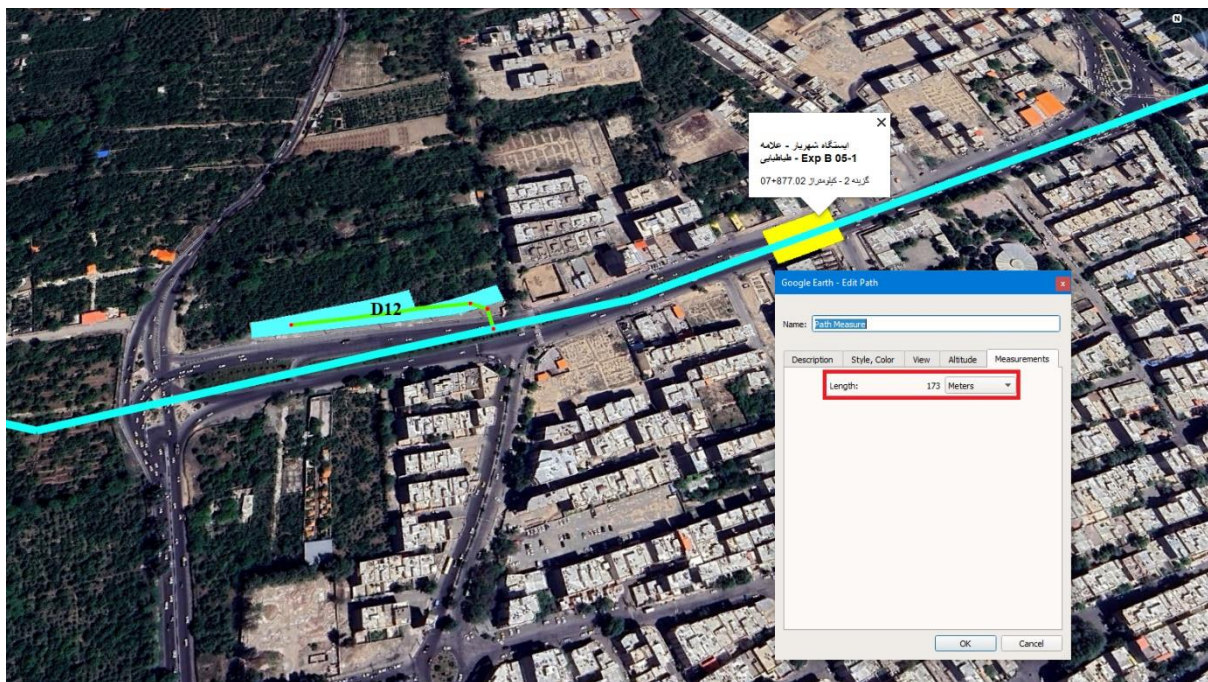 N
×
ایستگاه شهریار - علامه
طباطبایی - Exp B 05-1
گزینه 2 - کیلومتراژ 07+877.02
D12
Google Earth - Edit Path
x
Name: Path Measure
Description Style, Color View Altitude Measurements
Length: 173 Meters
OK Cancel